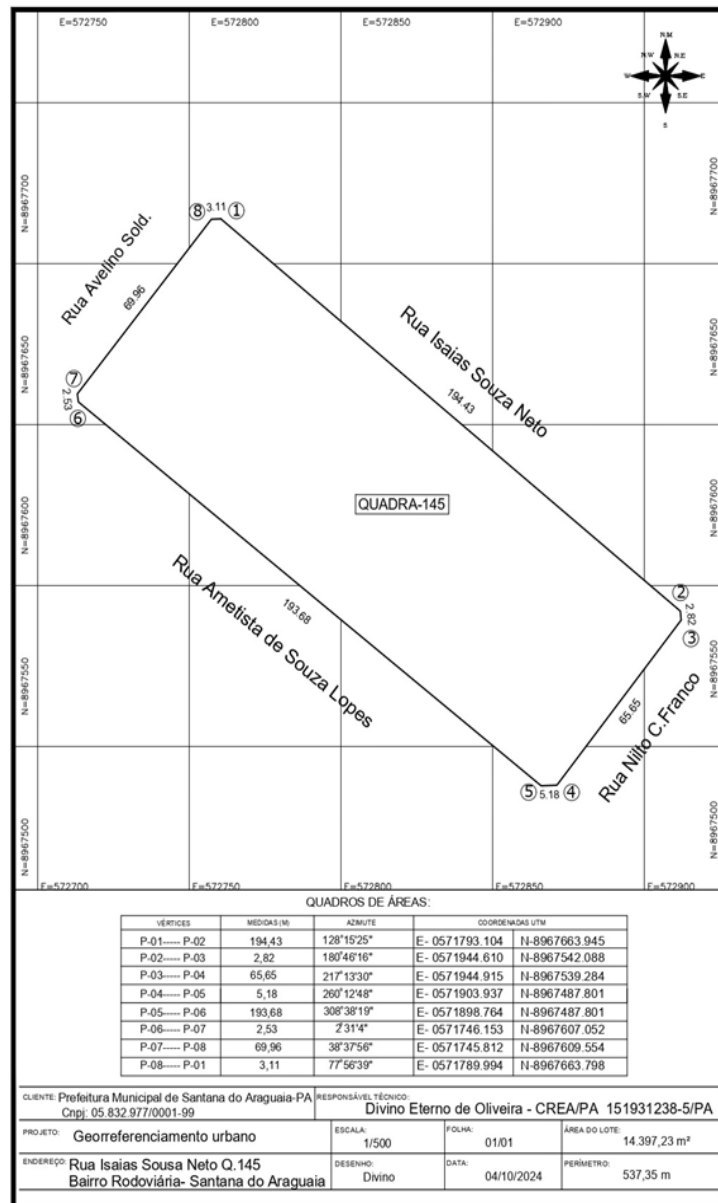 E=572750 E=572800 E=572850 E=572900
N.M
N.W N.E
W E
S.W S.E
S
N=8967700 N=8967700
8 3.11 1
Rua Avelino Sold.
69.96
Rua Isaias Souza Neto
194.43
N=8967650 N=8967650
7
2.53
6
QUADRA-145
N=8967600 N=8967600
Rua Ametista de Souza Lopes
193.68
2
2.82
3
N=8967550 N=8967550
65.65
Rua Nilto C.Franco
5 5.18 4
N=8967500 N=8967500
E=572700 E=572750 E=572800 E=572850 E=572900
QUADROS DE ÁREAS:
VÉRTICES MEDIDAS (M) AZIMUTE COORDENADAS UTM
P-01----- P-02 194,43 128°15'25" E- 0571793.104 N-8967663.945
P-02----- P-03 2,82 180°46'16" E- 0571944.610 N-8967542.088
P-03----- P-04 65,65 217°13'30" E- 0571944.915 N-8967539.284
P-04----- P-05 5,18 260°12'48" E- 0571903.937 N-8967487.801
P-05----- P-06 193,68 308°38'19" E- 0571898.764 N-8967487.801
P-06----- P-07 2,53 2°31'4" E- 0571746.153 N-8967607.052
P-07----- P-08 69,96 38°37'56" E- 0571745.812 N-8967609.554
P-08----- P-01 3,11 77°56'39" E- 0571789.994 N-8967663.798
CLIENTE: Prefeitura Municipal de Santana do Araguaia-PA
Cnpj: 05.832.977/0001-99
RESPONSÁVEL TÉCNICO:
Divino Eterno de Oliveira - CREA/PA 151931238-5/PA
PROJETO: Georreferenciamento urbano
ESCALA:
1/500
FOLHA:
01/01
ÁREA DO LOTE:
14.397,23 m²
ENDEREÇO: Rua Isaias Sousa Neto Q.145
Bairro Rodoviária- Santana do Araguaia
DESENHO:
Divino
DATA:
04/10/2024
PERÍMETRO:
537,35 m